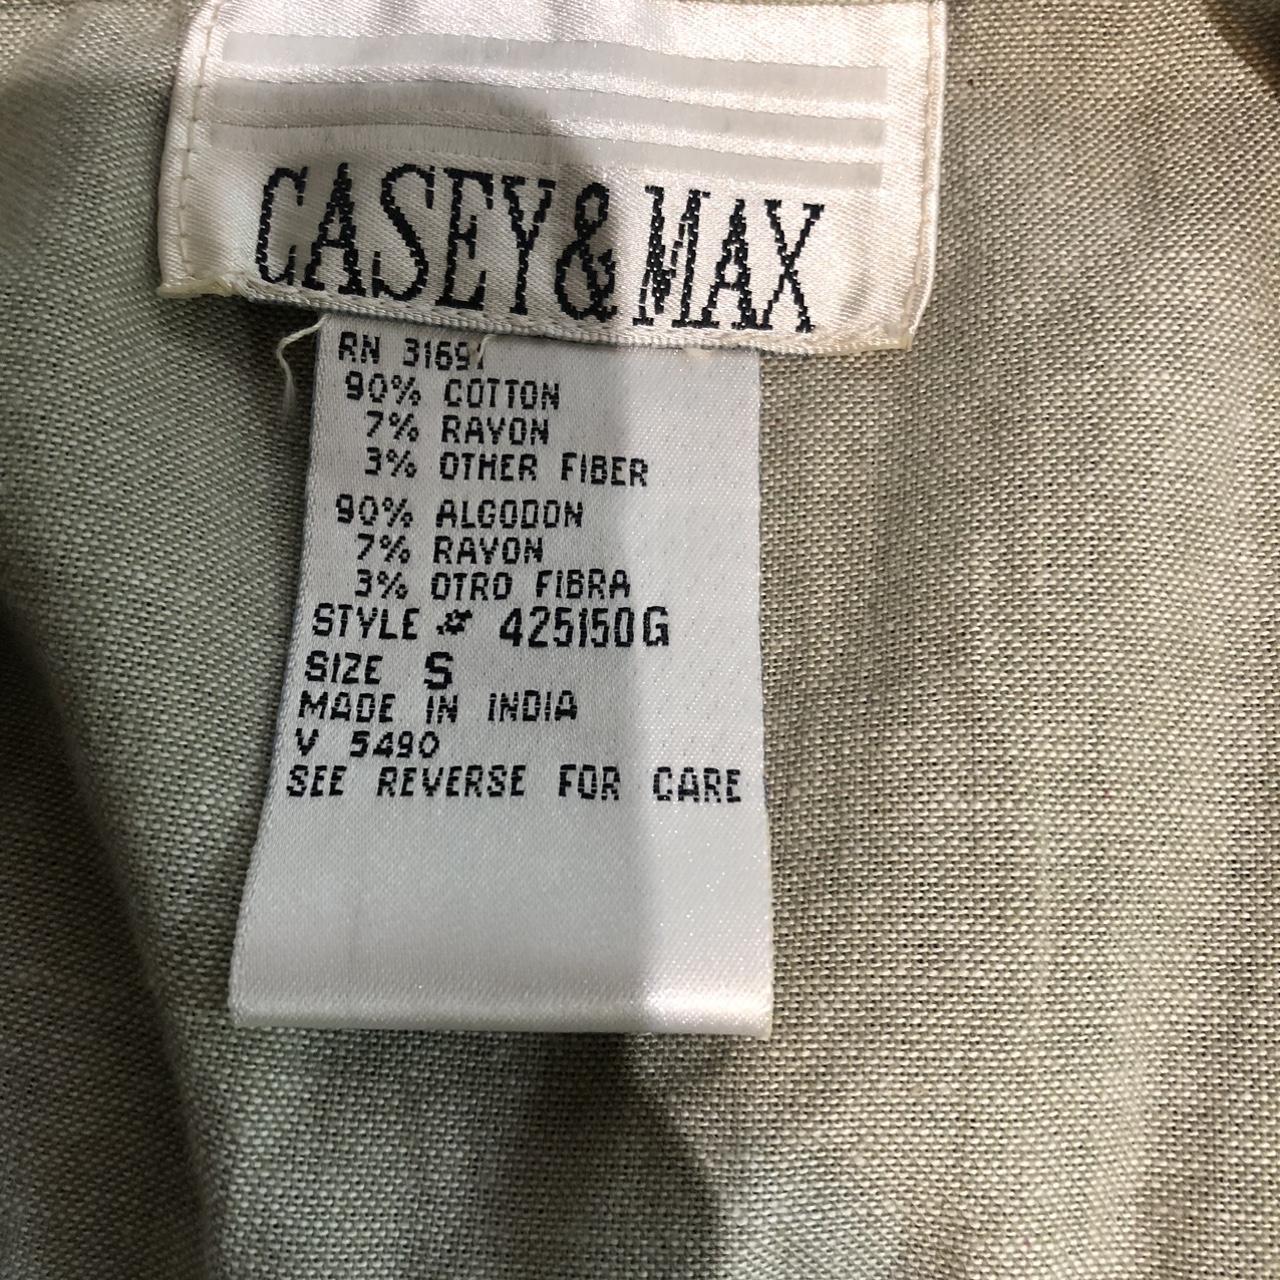 CASEY & MAX
RN
90% COTTON
7% RAYON
3% OTHER FIBER
90% ALGODON
7% RAYON
3% OTRO FIBRA
STYLE # 425150G
SIZE S
MADE IN INDIA
V 5490
SEE REVERSE FOR CARE